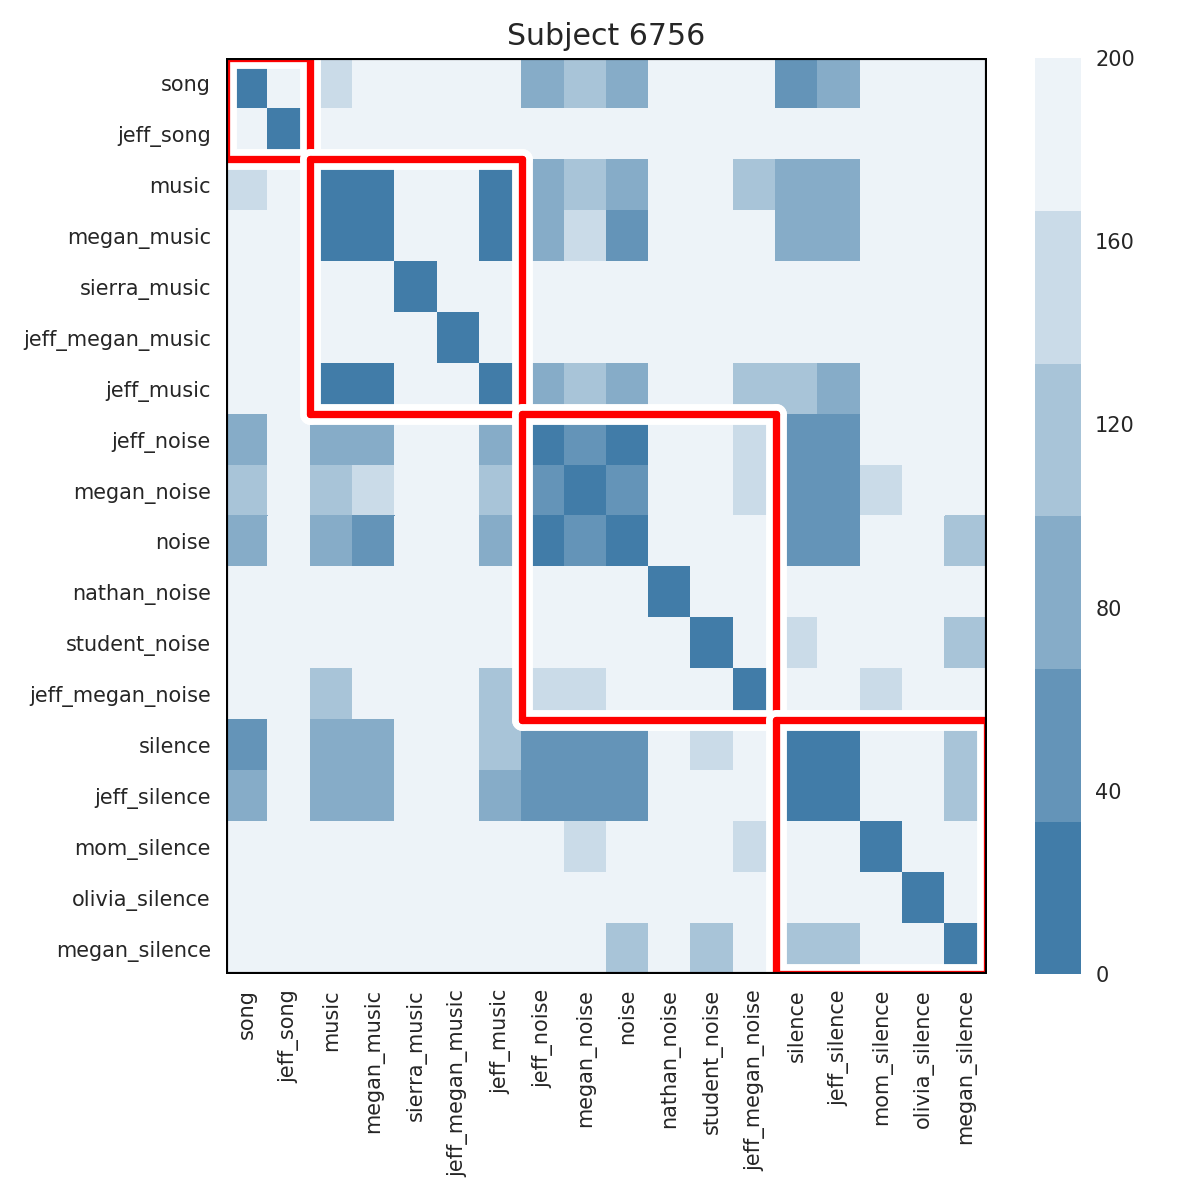 Subject 6756
song
jeff_song
music
megan_music
sierra_music
jeff_megan_music
jeff_music
jeff_noise
megan_noise
noise
nathan_noise
student_noise
jeff_megan_noise
silence
jeff_silence
mom_silence
olivia_silence
megan_silence
song
jeff_song
music
megan_music
sierra_music
jeff_megan_music
jeff_music
jeff_noise
megan_noise
noise
nathan_noise
student_noise
jeff_megan_noise
silence
jeff_silence
mom_silence
olivia_silence
megan_silence
200
160
120
80
40
0